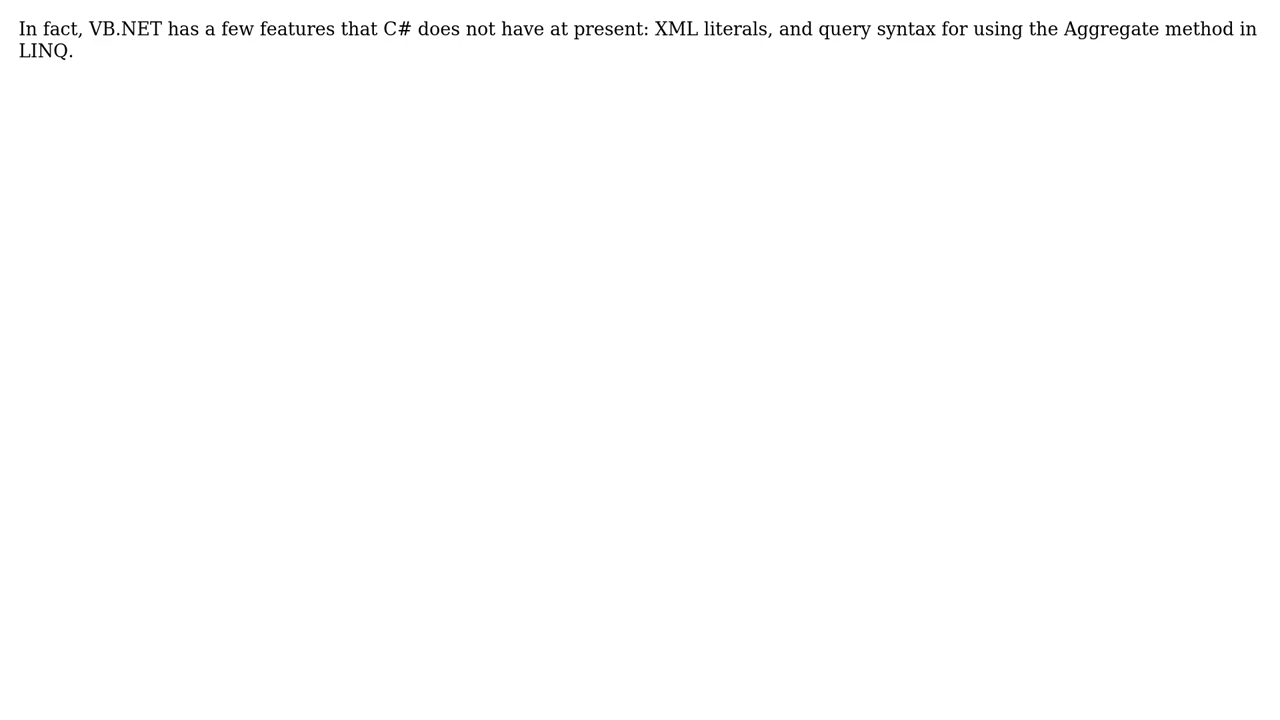 In fact, VB.NET has a few features that C# does not have at present: XML literals, and query syntax for using the Aggregate method in
LINQ.